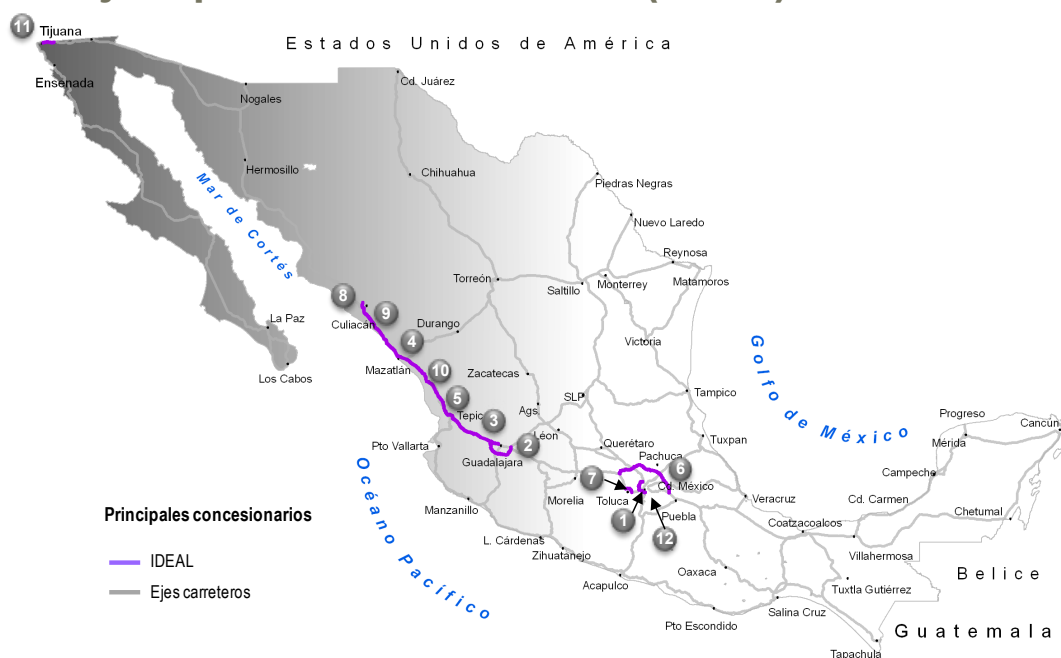 11
Tijuana
Estados Unidos de América
Ensenada
Cd. Juárez
Nogales
Hermosillo
Chihuahua
Piedras Negras
Mar de Cortés
Nuevo Laredo
Reynosa
Torreón
Monterrey
Matamoros
Saltillo
8
9
La Paz
Culiacán
Durango
4
Victoria
Golfo de México
Mazatlán
10
Zacatecas
Los Cabos
Tampico
5
SLP
3
Tepic
Ags.
Progreso
Cancún
León
2
Querétaro
Tuxpan
Mérida
Pto Vallarta
Guadalajara
Pachuca
6
Campeche
7
Cd. México
Océano Pacífico
Morelia
Toluca
Veracruz
Cd. Carmen
Manzanillo
Puebla
Chetumal
Principales concesionarios
1
12
Coatzacoalcos
L. Cárdenas
Zihuatanejo
Villahermosa
IDEAL
Oaxaca
Belice
Ejes carreteros
Acapulco
Tuxtla Gutiérrez
Salina Cruz
Pto Escondido
Guatemala
Tapachula